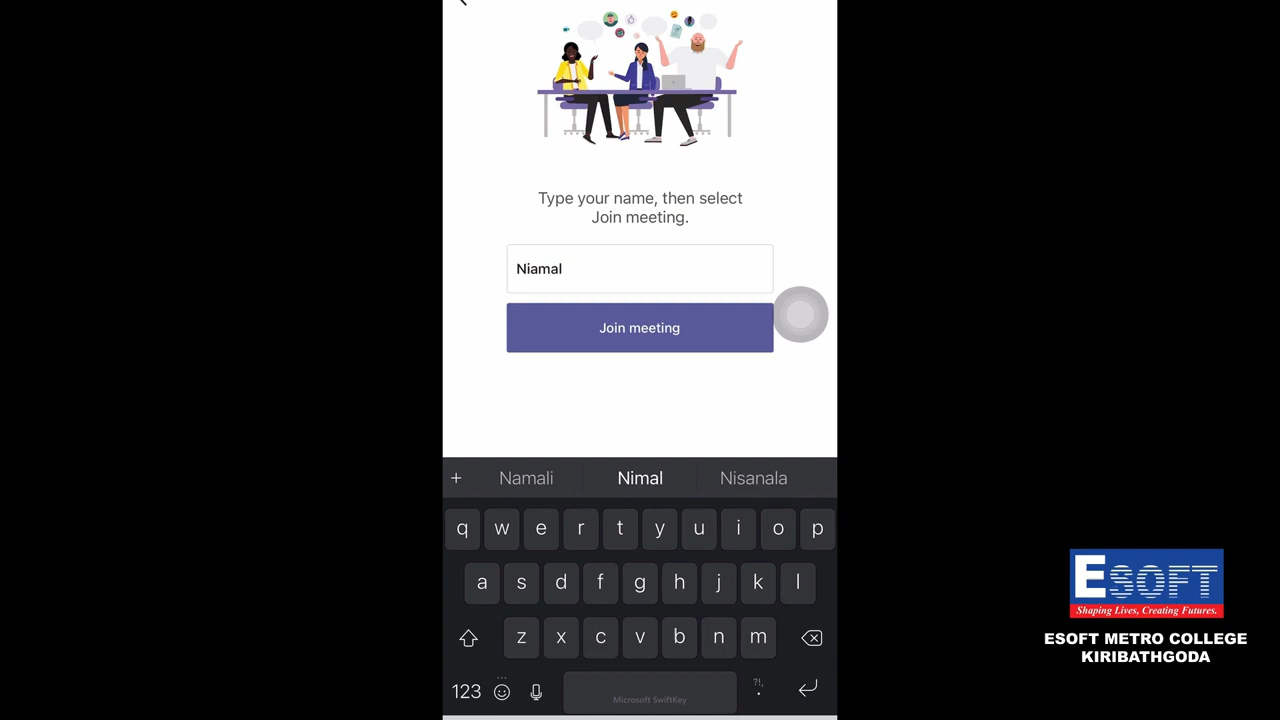 Type your name, then select
Join meeting.
Niamal
Join meeting
+ Namali Nimal Nisanala
q w e r t y u i o p
a s d f g h j k l
z x c v b n m
123 ?!, .
Microsoft SwiftKey
ESOFT
Shaping Lives, Creating Futures.
ESOFT METRO COLLEGE
KIRIBATHGODA